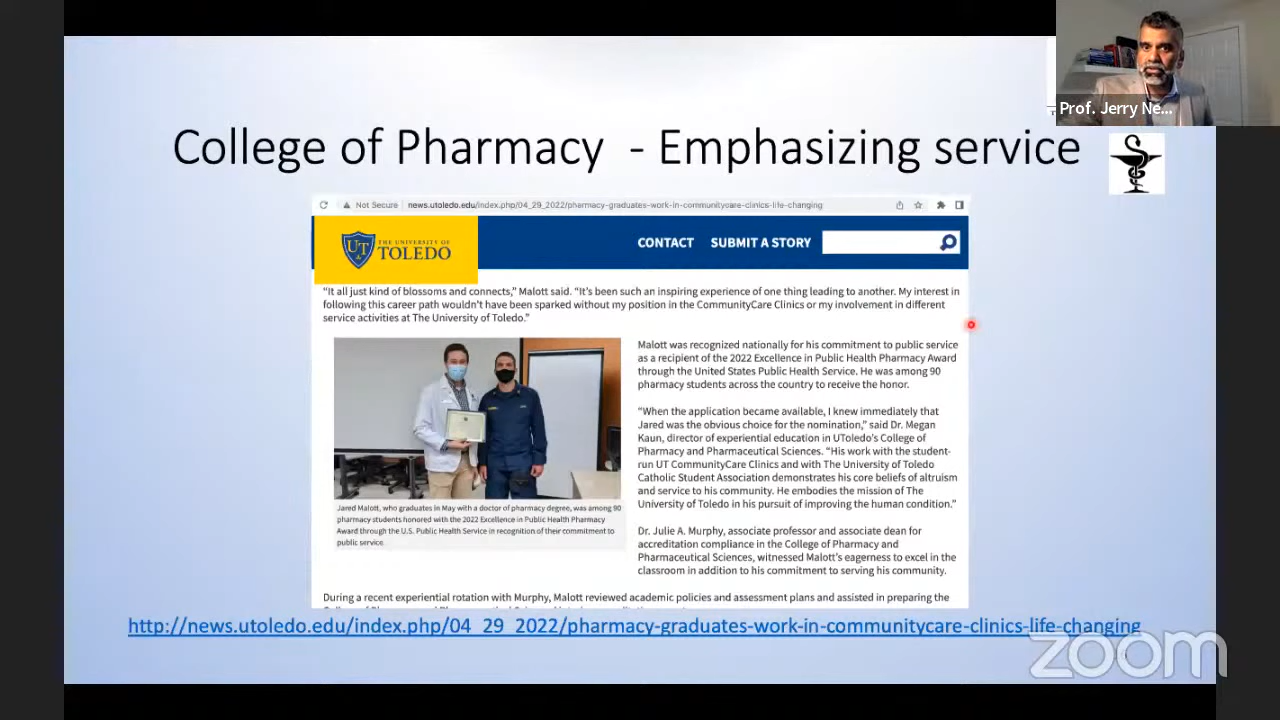 Prof. Jerry Ne...
College of Pharmacy - Emphasizing service
Not Secure
news.utoledo.edu/index.php/04_29_2022/pharmacy-graduates-work-in-communitycare-clinics-life-changing
UT
THE UNIVERSITY OF
TOLEDO
CONTACT SUBMIT A STORY
“It all just kind of blossoms and connects,” Malott said. “It’s been such an inspiring experience of one thing leading to another. My interest in
following this career path wouldn’t have been sparked without my position in the CommunityCare Clinics or my involvement in different
service activities at The University of Toledo.”
Malott was recognized nationally for his commitment to public service
as a recipient of the 2022 Excellence in Public Health Pharmacy Award
through the United States Public Health Service. He was among 90
pharmacy students across the country to receive the honor.
“When the application became available, I knew immediately that
Jared was the obvious choice for the nomination,” said Dr. Megan
Kaun, director of experiential education in UToledo’s College of
Pharmacy and Pharmaceutical Sciences. “His work with the student-
run UT CommunityCare Clinics and with The University of Toledo
Catholic Student Association demonstrates his core beliefs of altruism
and service to his community. He embodies the mission of The
University of Toledo in his pursuit of improving the human condition.”
Jared Malott, who graduates in May with a doctor of pharmacy degree, was among 90
pharmacy students honored with the 2022 Excellence in Public Health Pharmacy
Award through the U.S. Public Health Service in recognition of their commitment to
public service.
Dr. Julie A. Murphy, associate professor and associate dean for
accreditation compliance in the College of Pharmacy and
Pharmaceutical Sciences, witnessed Malott’s eagerness to excel in the
classroom in addition to his commitment to serving his community.
During a recent experiential rotation with Murphy, Malott reviewed academic policies and assessment plans and assisted in preparing the
http://news.utoledo.edu/index.php/04_29_2022/pharmacy-graduates-work-in-communitycare-clinics-life-changing
zoom